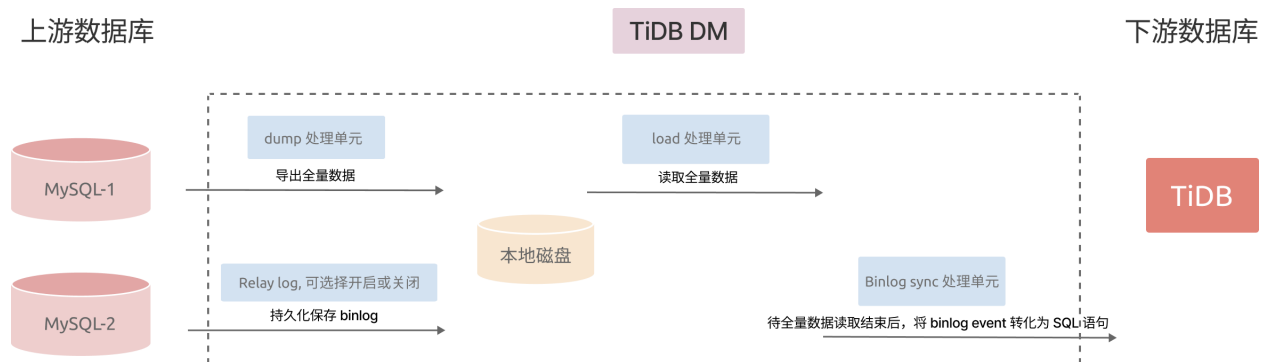 上游数据库
TiDB DM
下游数据库
dump 处理单元
load 处理单元
导出全量数据
读取全量数据
MySQL-1
TiDB
本地磁盘
Relay log, 可选择开启或关闭
Binlog sync 处理单元
持久化保存 binlog
MySQL-2
待全量数据读取结束后，将 binlog event 转化为 SQL 语句